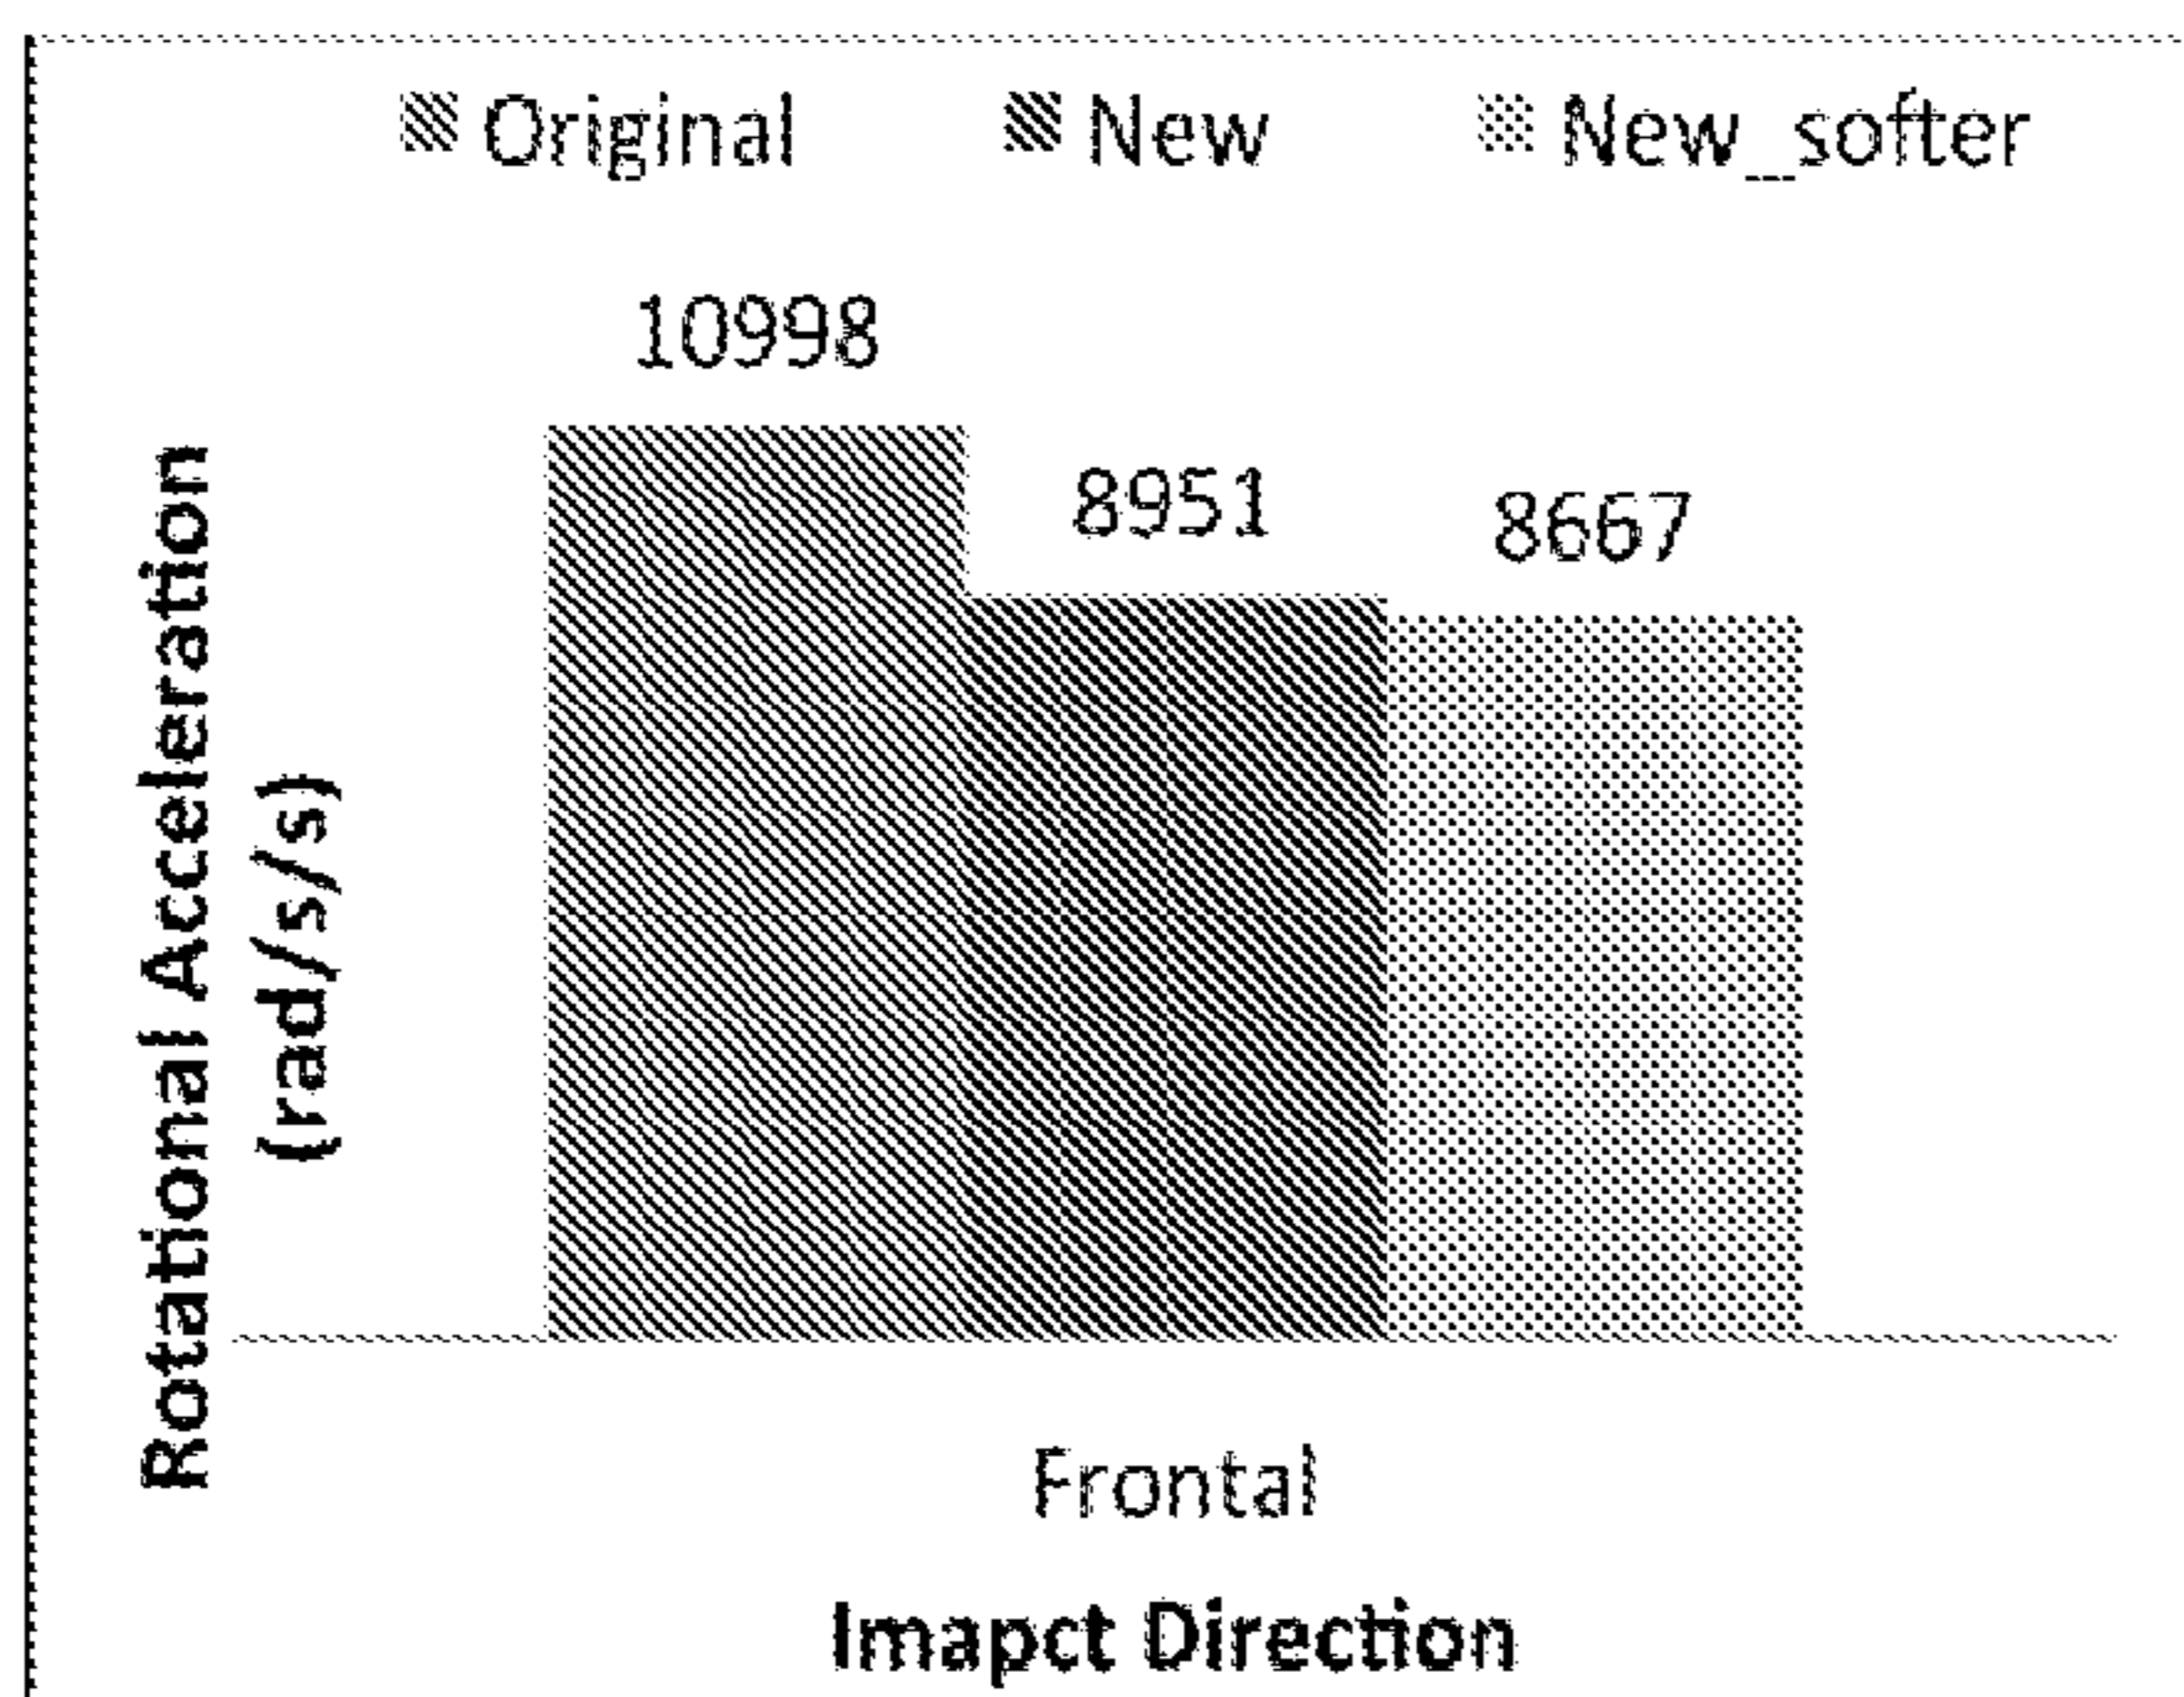 Original New New_softer
10998
8951
8667
Rotational Acceleration
(rad/s/s)
Frontal
Imapct Direction